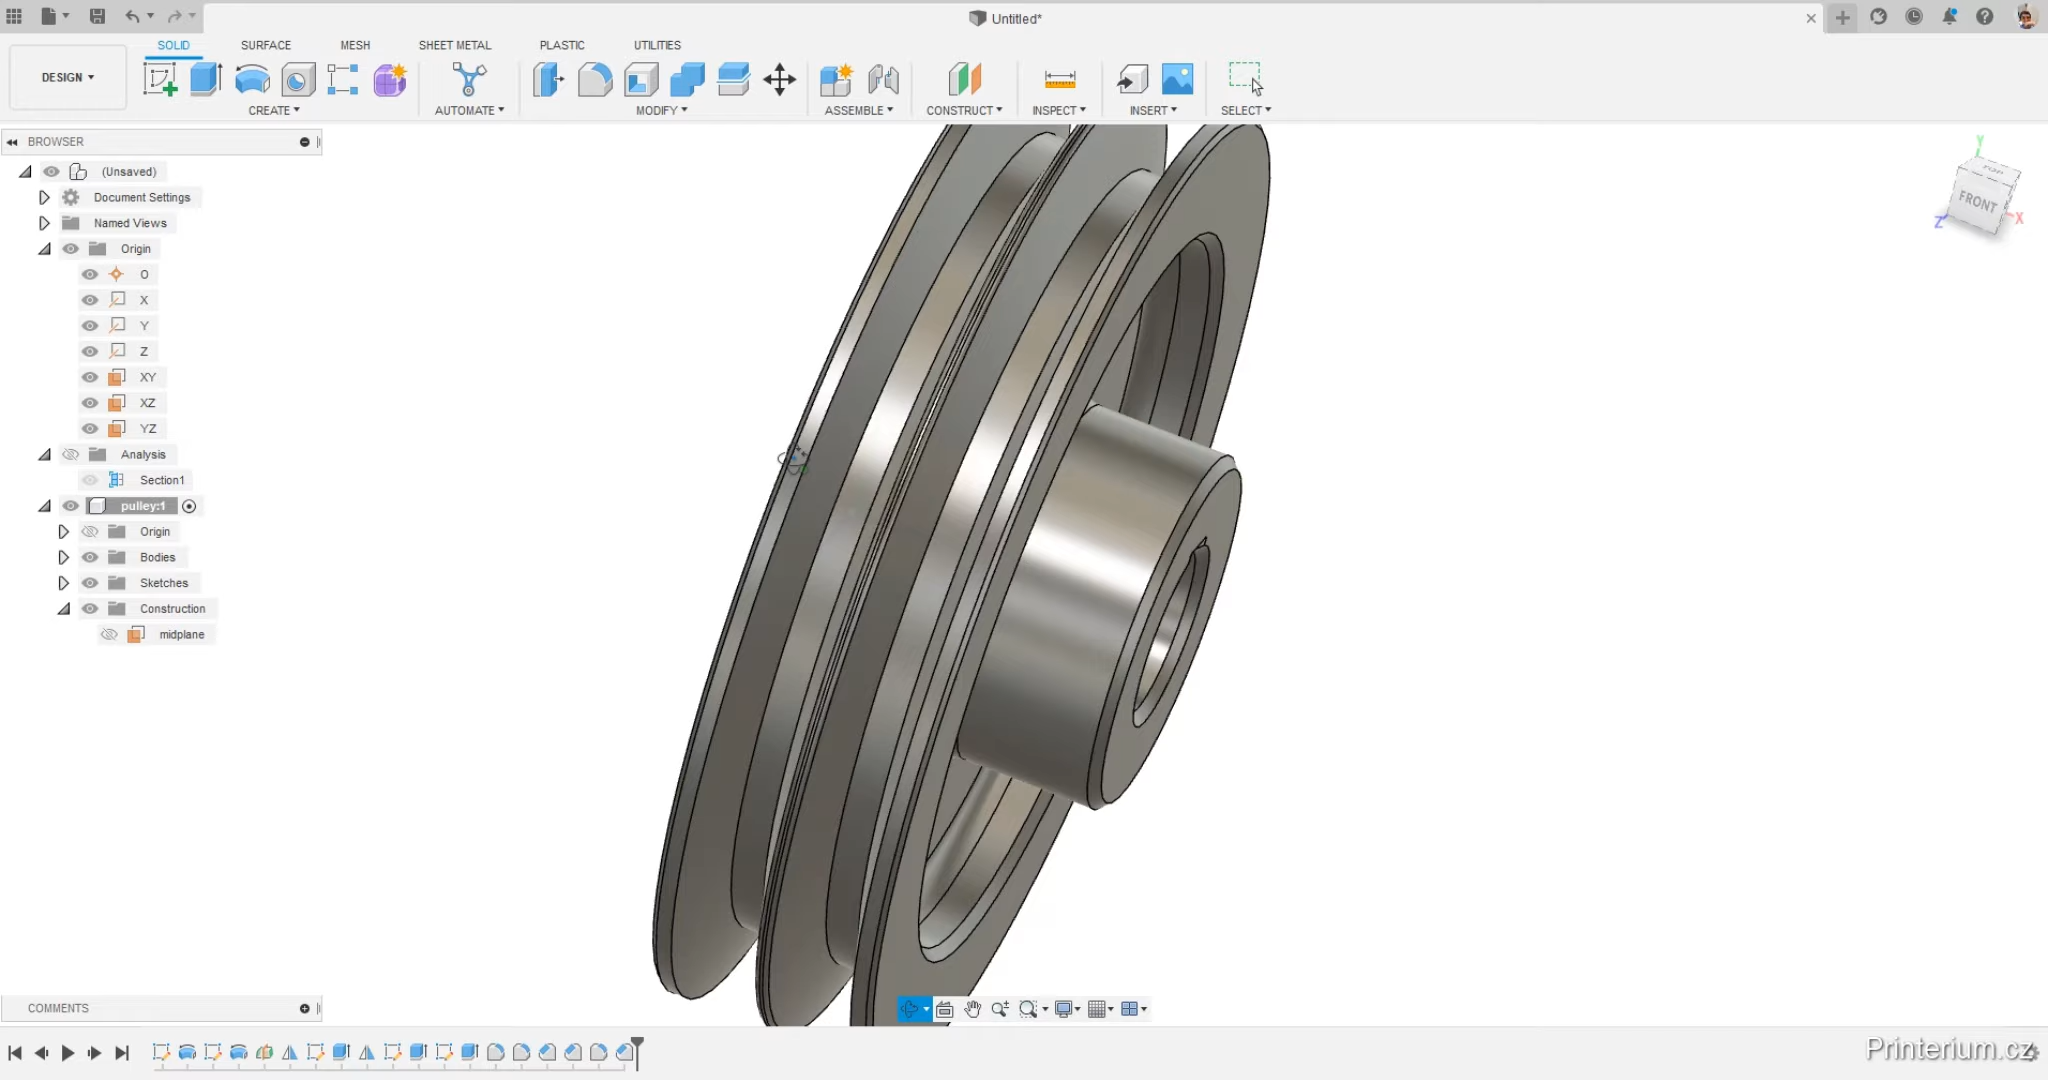 Untitled*
SOLID SURFACE MESH SHEET METAL PLASTIC UTILITIES
DESIGN
CREATE AUTOMATE MODIFY ASSEMBLE CONSTRUCT INSPECT INSERT SELECT
BROWSER
(Unsaved)
Document Settings
Named Views
Origin
O
X
Y
Z
XY
XZ
YZ
Analysis
Section1
pulley:1
Origin
Bodies
Sketches
Construction
midplane
Y
TOP
FRONT
Z
X
COMMENTS
Printerium.cz